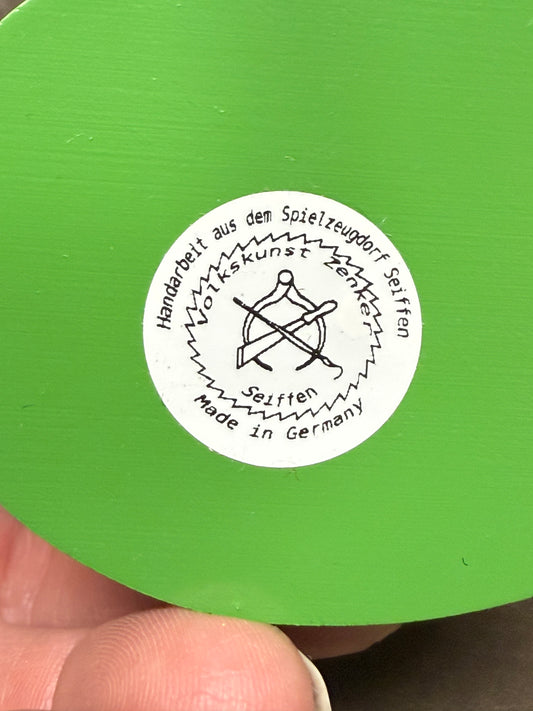 Handarbeit aus dem Spielzeugdorf Seiffen
Volkskunst Zenker
Seiffen
Made in Germany